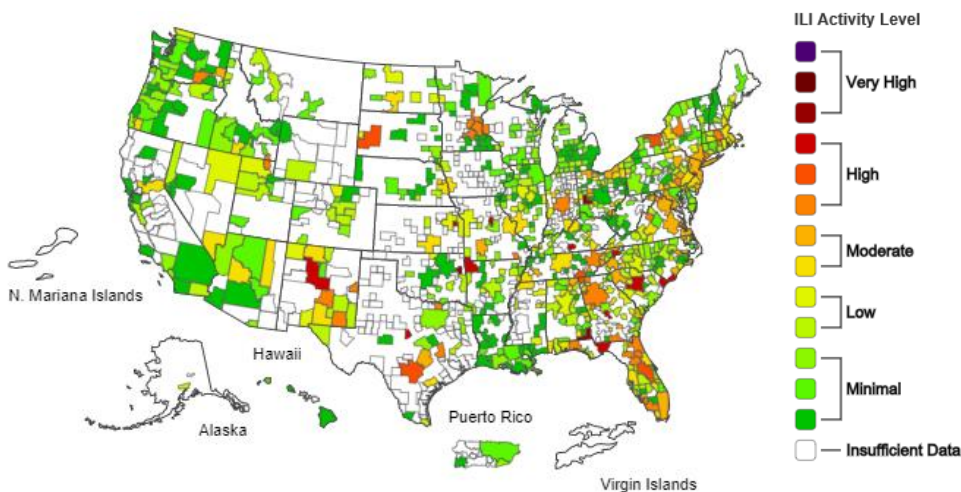 ILI Activity Level
Very High
High
Moderate
Low
Minimal
Insufficient Data
N. Mariana Islands
Hawaii
Alaska
Puerto Rico
Virgin Islands